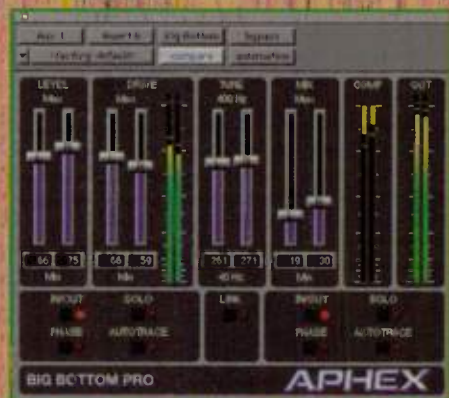 Aux 1 Insert b Big Bottom bypass
<factory default> compare automation
LEVEL DRIVE TUNE MIX COMP OUT
Max Max 400 Hz Max
66 75 66 59 261 271 19 30
Min Min 40 Hz Min
IN/OUT SOLO LINK IN/OUT SOLO
PHASE AUTOTRACE PHASE AUTOTRACE
BIG BOTTOM PRO APHEX